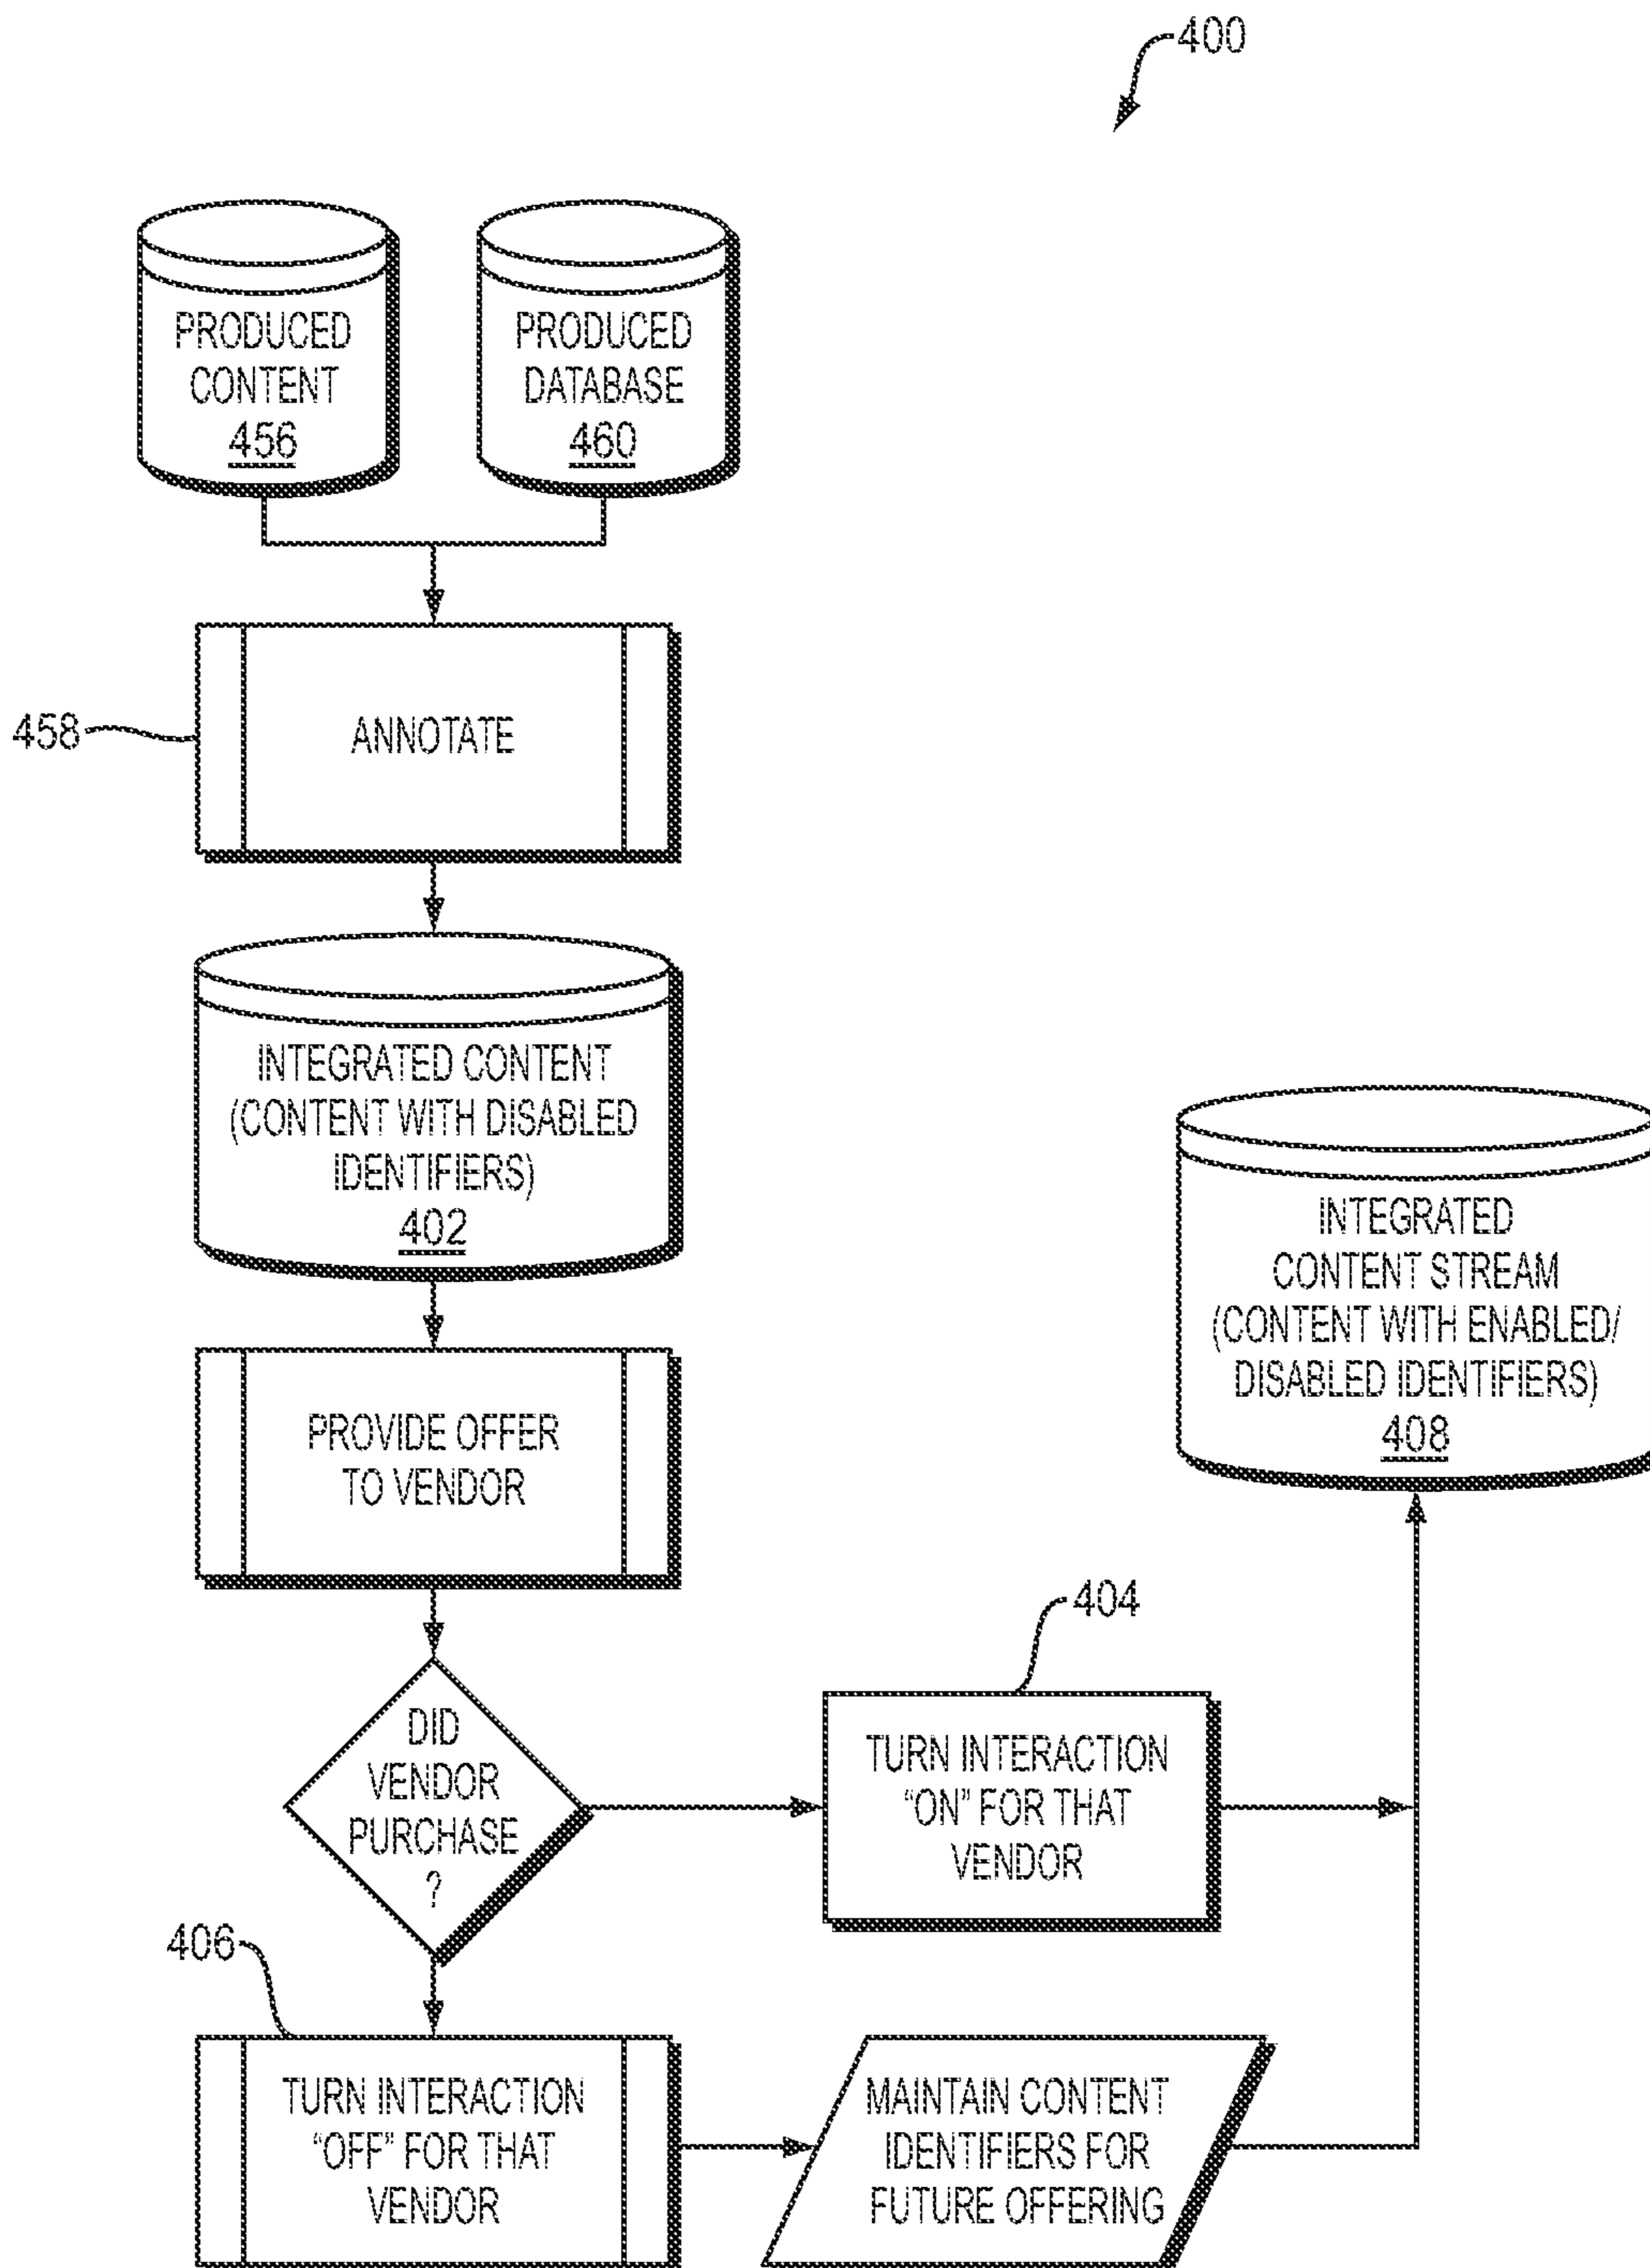 400
PRODUCED
CONTENT
456
PRODUCED
DATABASE
460
458
ANNOTATE
INTEGRATED CONTENT
(CONTENT WITH DISABLED
IDENTIFIERS)
402
INTEGRATED
CONTENT STREAM
(CONTENT WITH ENABLED/
DISABLED IDENTIFIERS)
408
PROVIDE OFFER
TO VENDOR
404
DID
VENDOR
PURCHASE
?
TURN INTERACTION
“ON” FOR THAT
VENDOR
406
TURN INTERACTION
“OFF” FOR THAT
VENDOR
MAINTAIN CONTENT
IDENTIFIERS FOR
FUTURE OFFERING